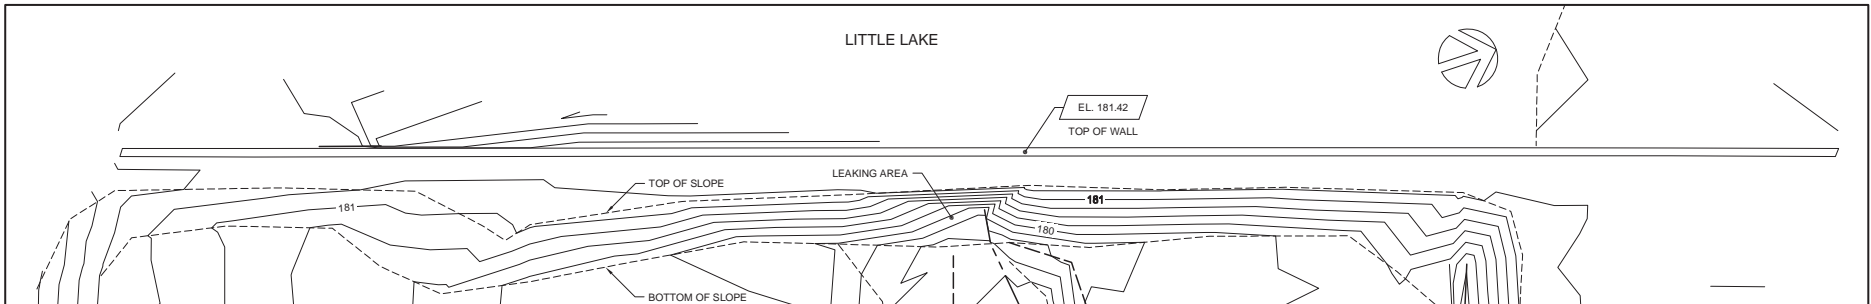 LITTLE LAKE
EL. 181.42
TOP OF WALL
LEAKING AREA
TOP OF SLOPE
181
181
180
BOTTOM OF SLOPE